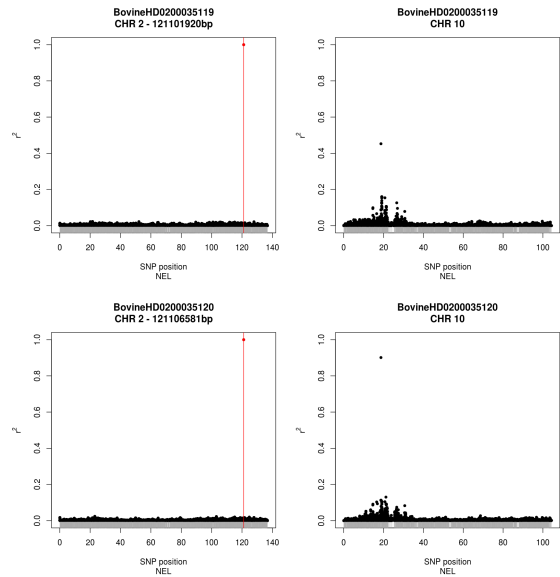 BovineHD0200035119
CHR 2 - 121101920bp
r²
1.0
0.8
0.6
0.4
0.2
0.0
0 20 40 60 80 100 120 140
SNP position
NEL
BovineHD0200035119
CHR 10
r²
1.0
0.8
0.6
0.4
0.2
0.0
0 20 40 60 80 100
SNP position
NEL
BovineHD0200035120
CHR 2 - 121106581bp
r²
1.0
0.8
0.6
0.4
0.2
0.0
0 20 40 60 80 100 120 140
SNP position
NEL
BovineHD0200035120
CHR 10
r²
1.0
0.8
0.6
0.4
0.2
0.0
0 20 40 60 80 100
SNP position
NEL